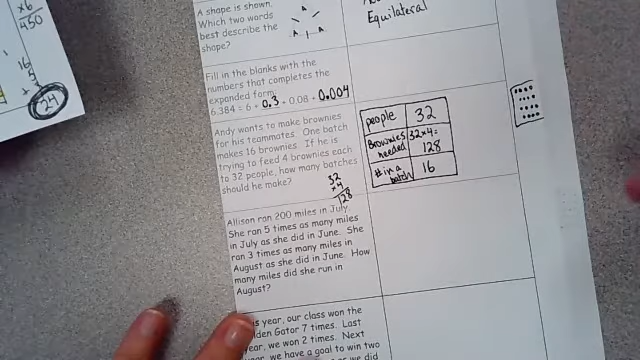 x6
450
16
24
A shape is shown.
Which two words
best describe the
shape?
Equilateral
Fill in the blanks with the
numbers that completes the
expanded form:
6.384 = 6 + 0.3 + 0.08 + 0.004
Andy wants to make brownies
for his teammates. One batch
makes 16 brownies. If he is
trying to feed 4 brownies each
to 32 people, how many batches
should he make?
32
x4
128
people 32
Brownies needed 32x4=
128
# in a batch 16
Allison ran 200 miles in July.
She ran 5 times as many miles
in July as she did in June. She
ran 3 times as many miles in
August as she did in June. How
many miles did she run in
August?
is year, our class won the
lden Gator 7 times. Last
ear, we won 2 times. Next
we have a goal to win two